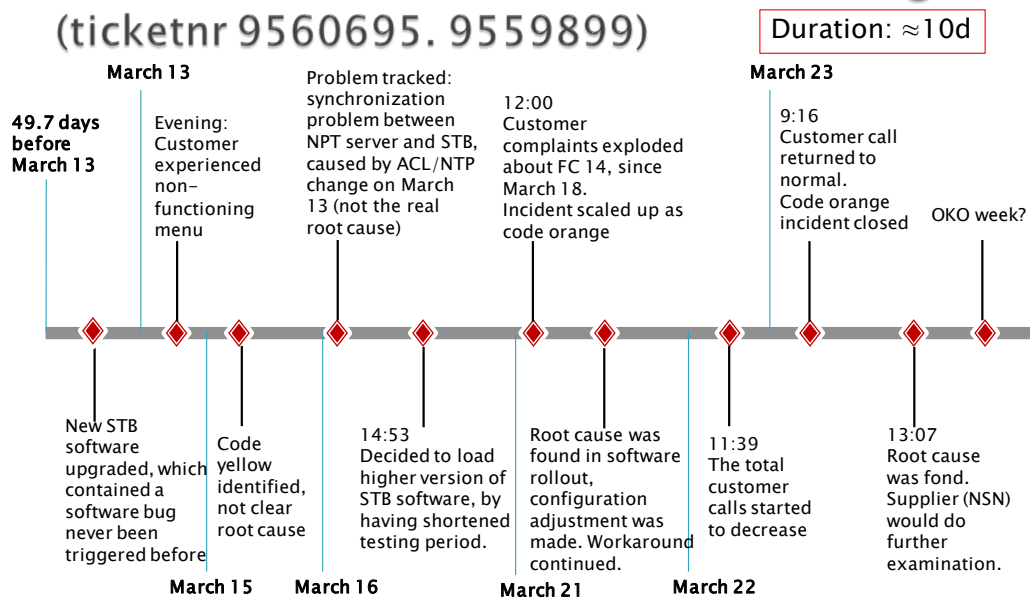 (ticketnr 9560695. 9559899)
Duration: ≈10d
March 13
March 23
49.7 days
before
March 13
Evening:
Customer
experienced
non-
functioning
menu
Problem tracked:
synchronization
problem between
NPT server and STB,
caused by ACL/NTP
change on March
13 (not the real
root cause)
12:00
Customer
complaints exploded
about FC 14, since
March 18.
Incident scaled up as
code orange
9:16
Customer call
returned to
normal.
Code orange
incident closed
OKO week?
New STB
software
upgraded, which
contained a
software bug
never been
triggered before
Code
yellow
identified,
not clear
root cause
14:53
Decided to load
higher version of
STB software, by
having shortened
testing period.
Root cause was
found in software
rollout,
configuration
adjustment was
made. Workaround
continued.
11:39
The total
customer
calls started
to decrease
13:07
Root cause
was fond.
Supplier (NSN)
would do
further
examination.
March 15
March 16
March 21
March 22